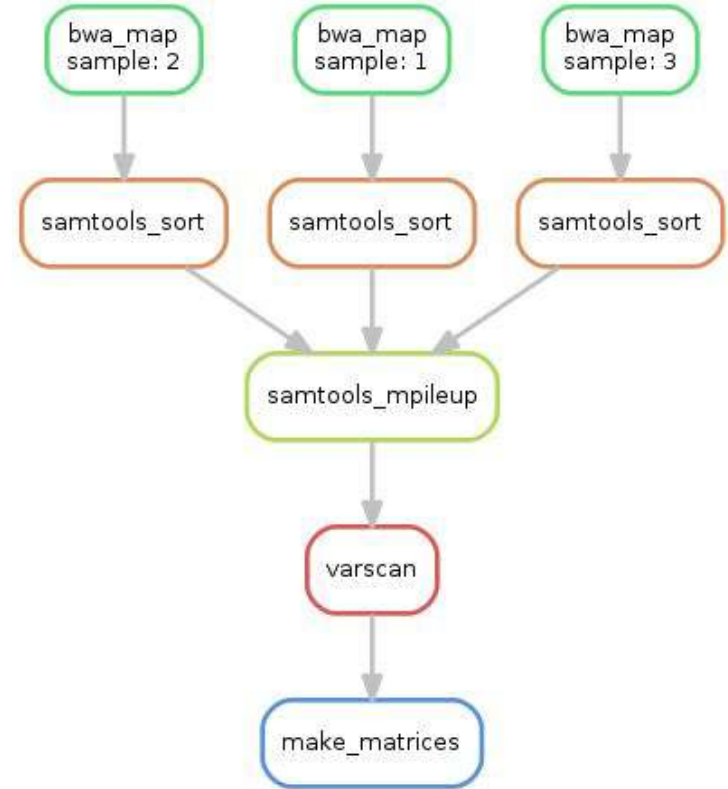 bwa_map
sample: 2
bwa_map
sample: 1
bwa_map
sample: 3
samtools_sort
samtools_sort
samtools_sort
samtools_mpileup
varscan
make_matrices